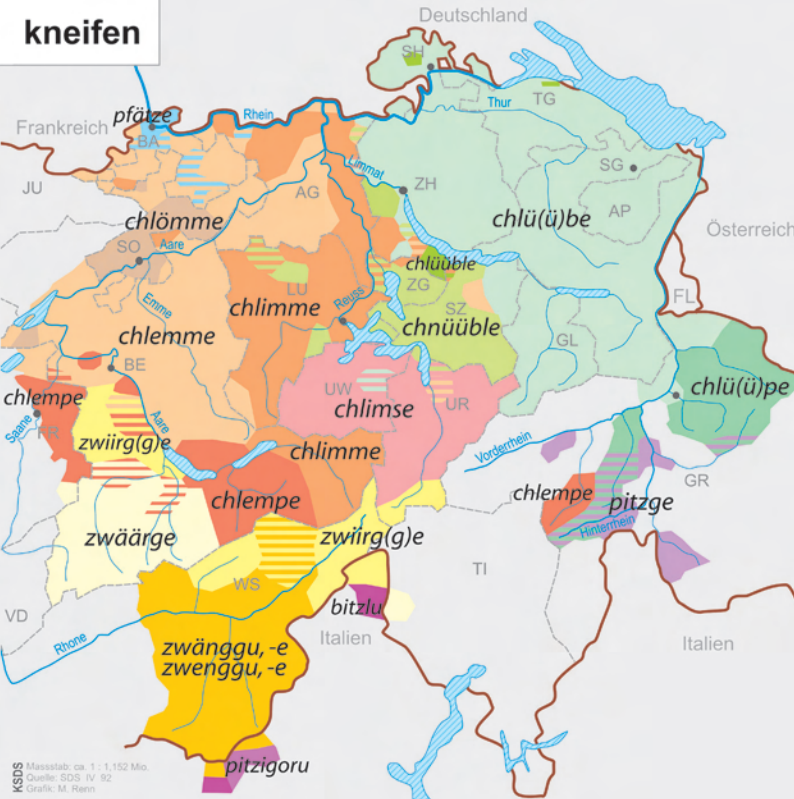 kneifen
Deutschland
SH
pfätze
Rhein
Thur
TG
Frankreich
BA
Limmat
SG
JU
AG
ZH
AP
chlömme
chlü(ü)be
Österreich
SO
Aare
chlüüble
ZG
LU
Reuss
FL
Emme
chlimme
SZ
chnüüble
chlemme
GL
BE
UW
chlimse
UR
chlü(ü)pe
chlempe
Saane
FR
Aare
zwiirg(g)e
chlimme
Vorderrhein
GR
chlempe
chlempe
pitzge
Hinterrhein
zwäärge
zwiirg(g)e
TI
WS
bitzlu
VD
Rhone
Italien
Italien
zwänggu, -e
zwenggu, -e
pitzigoru
KSDS
Massstab: ca. 1 : 1,152 Mio.
Quelle: SDS IV 92
Grafik: M. Renn